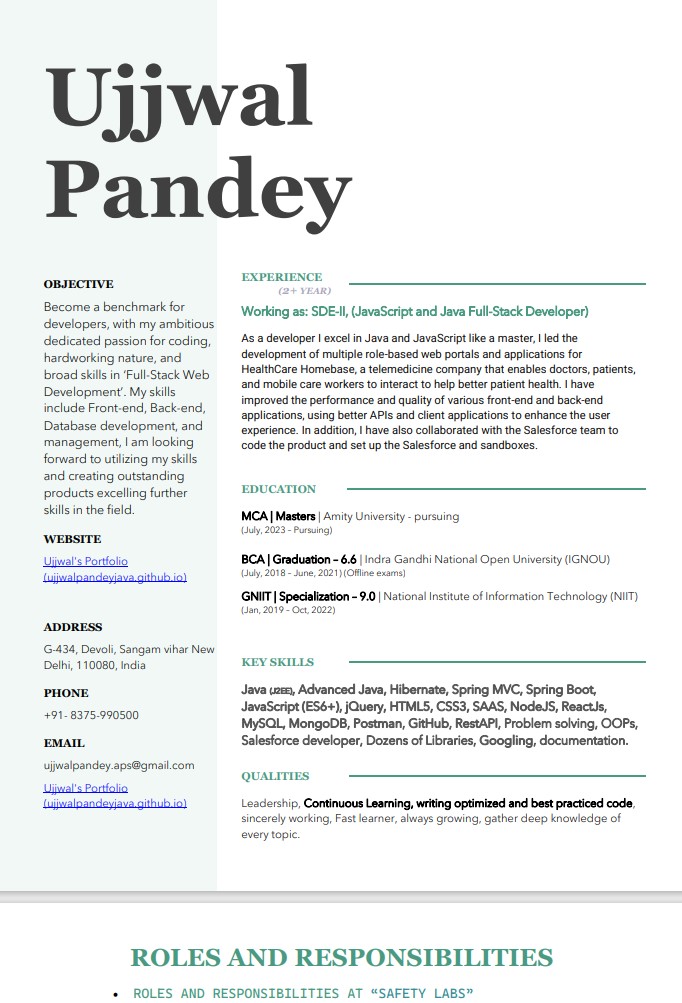 Ujjwal
Pandey
OBJECTIVE
Become a benchmark for
developers, with my ambitious
dedicated passion for coding,
hardworking nature, and
broad skills in ‘Full-Stack Web
Development’. My skills
include Front-end, Back-end,
Database development, and
management, I am looking
forward to utilizing my skills
and creating outstanding
products excelling further
skills in the field.
WEBSITE
Ujjwal's Portfolio
(ujjwalpandeyjava.github.io)
ADDRESS
G-434, Devoli, Sangam vihar New
Delhi, 110080, India
PHONE
+91- 8375-990500
EMAIL
ujjwalpandey.aps@gmail.com
Ujjwal's Portfolio
(ujjwalpandeyjava.github.io)
EXPERIENCE
(2+ YEAR)
Working as: SDE-II, (JavaScript and Java Full-Stack Developer)
As a developer I excel in Java and JavaScript like a master, I led the
development of multiple role-based web portals and applications for
HealthCare Homebase, a telemedicine company that enables doctors, patients,
and mobile care workers to interact to help better patient health. I have
improved the performance and quality of various front-end and back-end
applications, using better APIs and client applications to enhance the user
experience. In addition, I have also collaborated with the Salesforce team to
code the product and set up the Salesforce and sandboxes.
EDUCATION
MCA | Masters | Amity University - pursuing
(July, 2023 – Pursuing)
BCA | Graduation – 6.6 | Indra Gandhi National Open University (IGNOU)
(July, 2018 – June, 2021) (Offline exams)
GNIIT | Specialization – 9.0 | National Institute of Information Technology (NIIT)
(Jan, 2019 – Oct, 2022)
KEY SKILLS
Java (J2EE), Advanced Java, Hibernate, Spring MVC, Spring Boot,
JavaScript (ES6+), jQuery, HTML5, CSS3, SAAS, NodeJS, ReactJs,
MySQL, MongoDB, Postman, GitHub, RestAPI, Problem solving, OOPs,
Salesforce developer, Dozens of Libraries, Googling, documentation.
QUALITIES
Leadership, Continuous Learning, writing optimized and best practiced code,
sincerely working, Fast learner, always growing, gather deep knowledge of
every topic.
ROLES AND RESPONSIBILITIES
• ROLES AND RESPONSIBILITIES AT “SAFETY LABS”